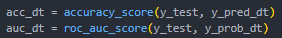 acc_dt = accuracy_score(y_test, y_pred_dt)
auc_dt = roc_auc_score(y_test, y_prob_dt)